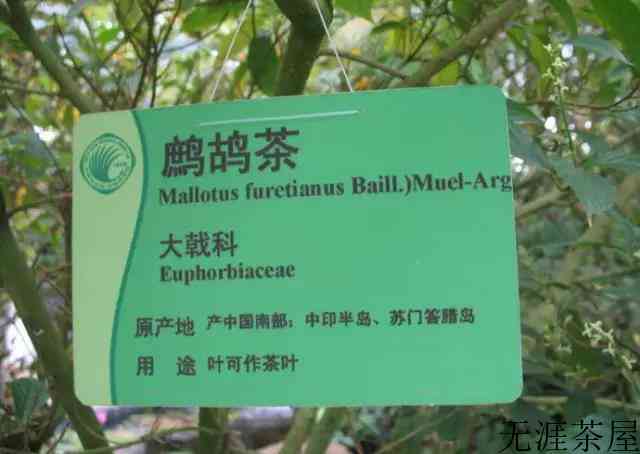 鹧鸪茶
Mallotus furetianus Baill.)Muel-Arg
大戟科
Euphorbiaceae
原产地 产中国南部；中印半岛、苏门答腊岛
用 途 叶可作茶叶
无涯茶屋